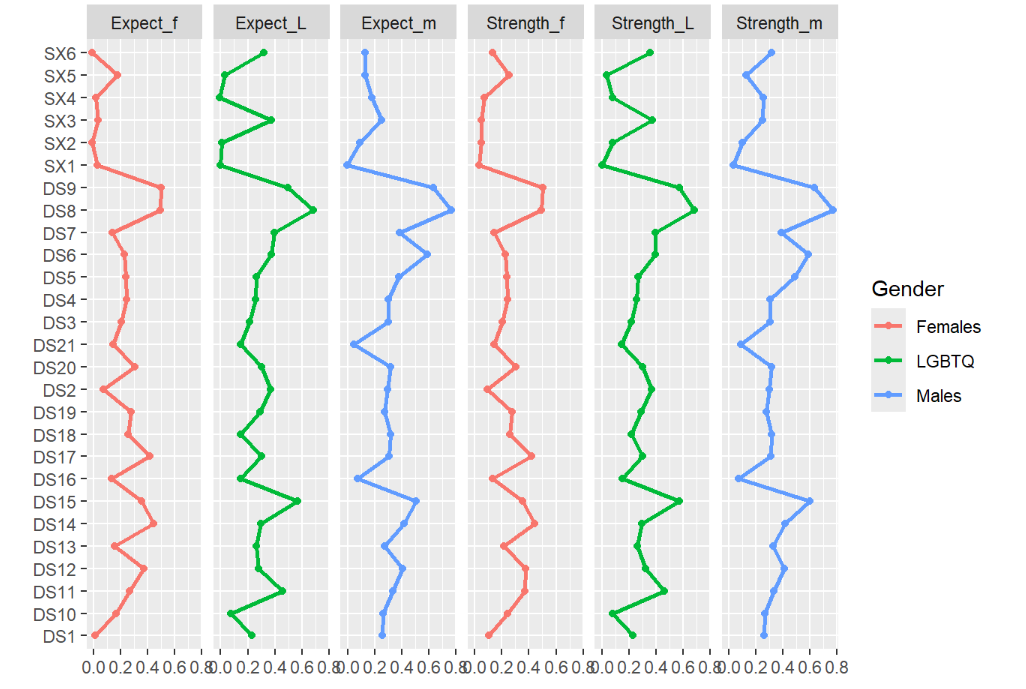 Expect_f Expect_L Expect_m Strength_f Strength_L Strength_m
SX6
SX5
SX4
SX3
SX2
SX1
DS9
DS8
DS7
DS6
DS5
DS4
DS3
DS21
DS20
DS2
DS19
DS18
DS17
DS16
DS15
DS14
DS13
DS12
DS11
DS10
DS1
Gender
Females
LGBTQ
Males
0.0 0.2 0.4 0.6 0.8 0.0 0.2 0.4 0.6 0.8 0.0 0.2 0.4 0.6 0.8 0.0 0.2 0.4 0.6 0.8 0.0 0.2 0.4 0.6 0.8 0.0 0.2 0.4 0.6 0.8